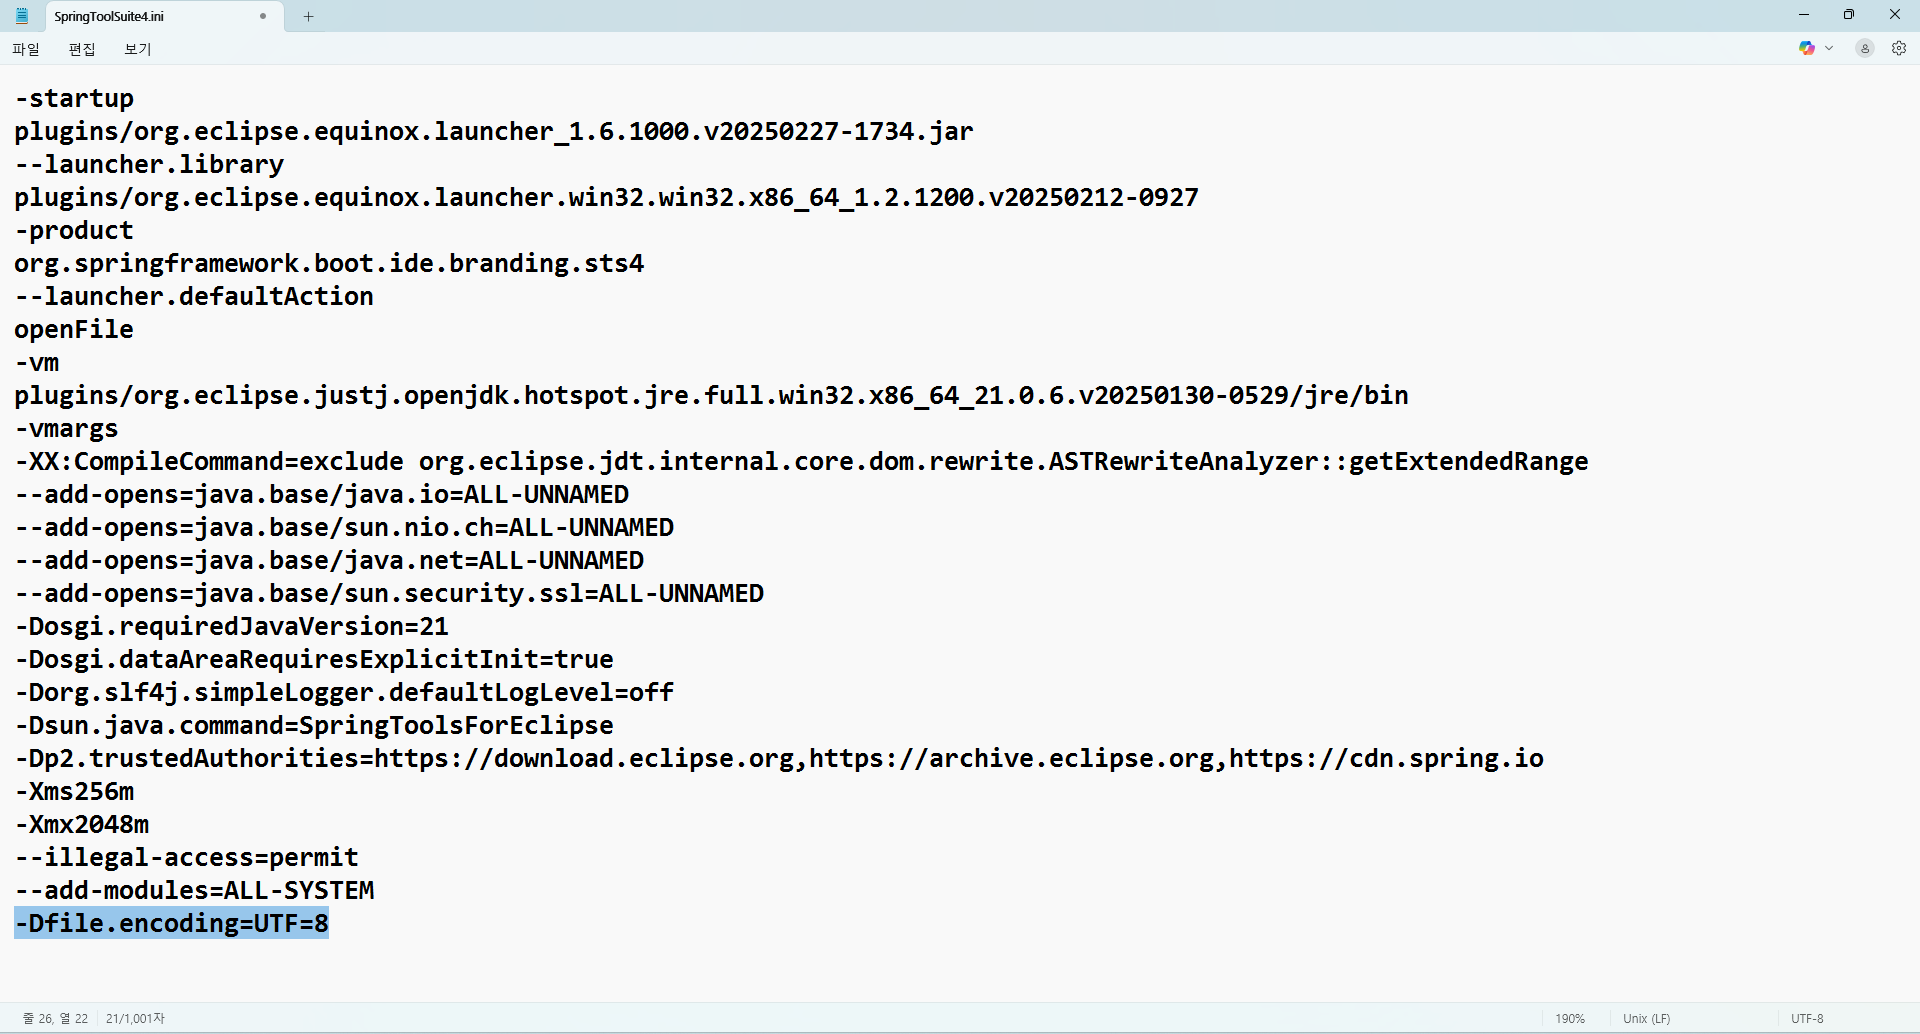 SpringToolSuite4.ini
파일 편집 보기
-startup
plugins/org.eclipse.equinox.launcher_1.6.1000.v20250227-1734.jar
--launcher.library
plugins/org.eclipse.equinox.launcher.win32.win32.x86_64_1.2.1200.v20250212-0927
-product
org.springframework.boot.ide.branding.sts4
--launcher.defaultAction
openFile
-vm
plugins/org.eclipse.justj.openjdk.hotspot.jre.full.win32.x86_64_21.0.6.v20250130-0529/jre/bin
-vmargs
-XX:CompileCommand=exclude org.eclipse.jdt.internal.core.dom.rewrite.ASTRewriteAnalyzer::getExtendedRange
--add-opens=java.base/java.io=ALL-UNNAMED
--add-opens=java.base/sun.nio.ch=ALL-UNNAMED
--add-opens=java.base/java.net=ALL-UNNAMED
--add-opens=java.base/sun.security.ssl=ALL-UNNAMED
-Dosgi.requiredJavaVersion=21
-Dosgi.dataAreaRequiresExplicitInit=true
-Dorg.slf4j.simpleLogger.defaultLogLevel=off
-Dsun.java.command=SpringToolsForEclipse
-Dp2.trustedAuthorities=https://download.eclipse.org,https://archive.eclipse.org,https://cdn.spring.io
-Xms256m
-Xmx2048m
--illegal-access=permit
--add-modules=ALL-SYSTEM
-Dfile.encoding=UTF=8
줄 26, 열 22 21/1,001자 190% Unix (LF) UTF-8